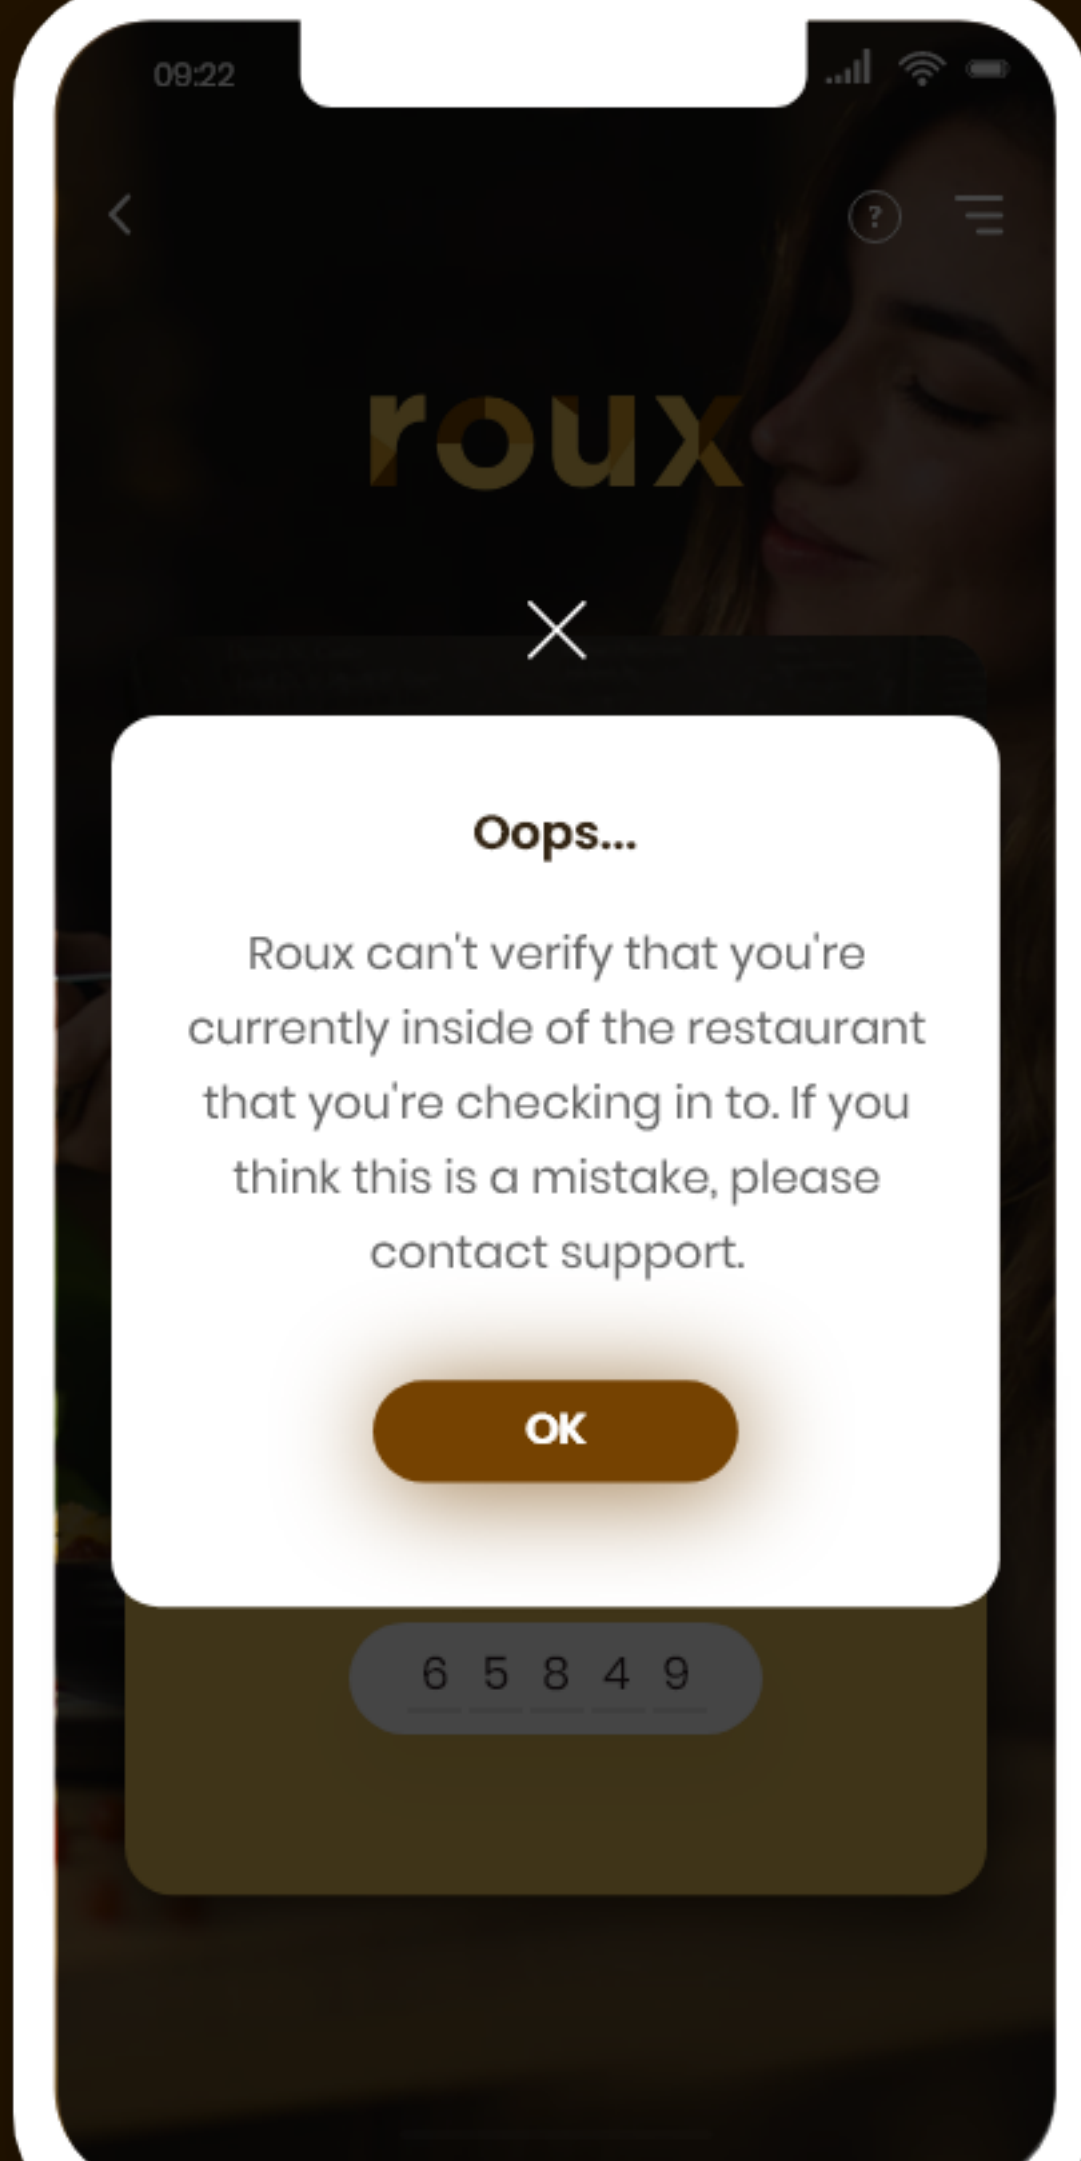 09:22
?
roux
Oops...
Roux can't verify that you're
currently inside of the restaurant
that you're checking in to. If you
think this is a mistake, please
contact support.
OK
6 5 8 4 9